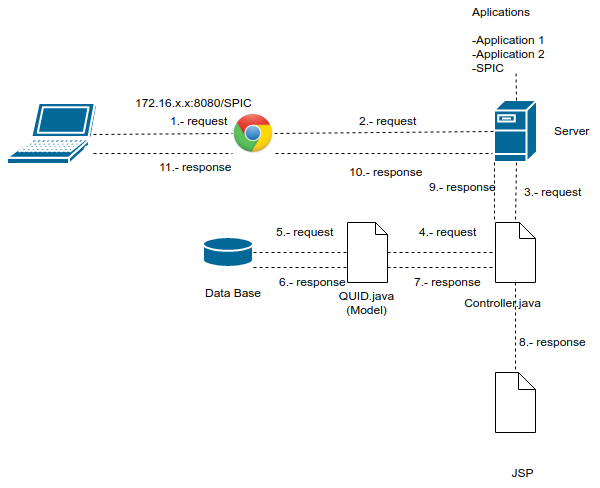 Aplications
-Application 1
-Application 2
-SPIC
172.16.x.x:8080/SPIC
1.- request
2.- request
Server
11.- response
10.- response
9.- response
3.- request
5.- request
4.- request
Data Base
6.- response
7.- response
QUID.java
(Model)
Controller.java
8.- response
JSP